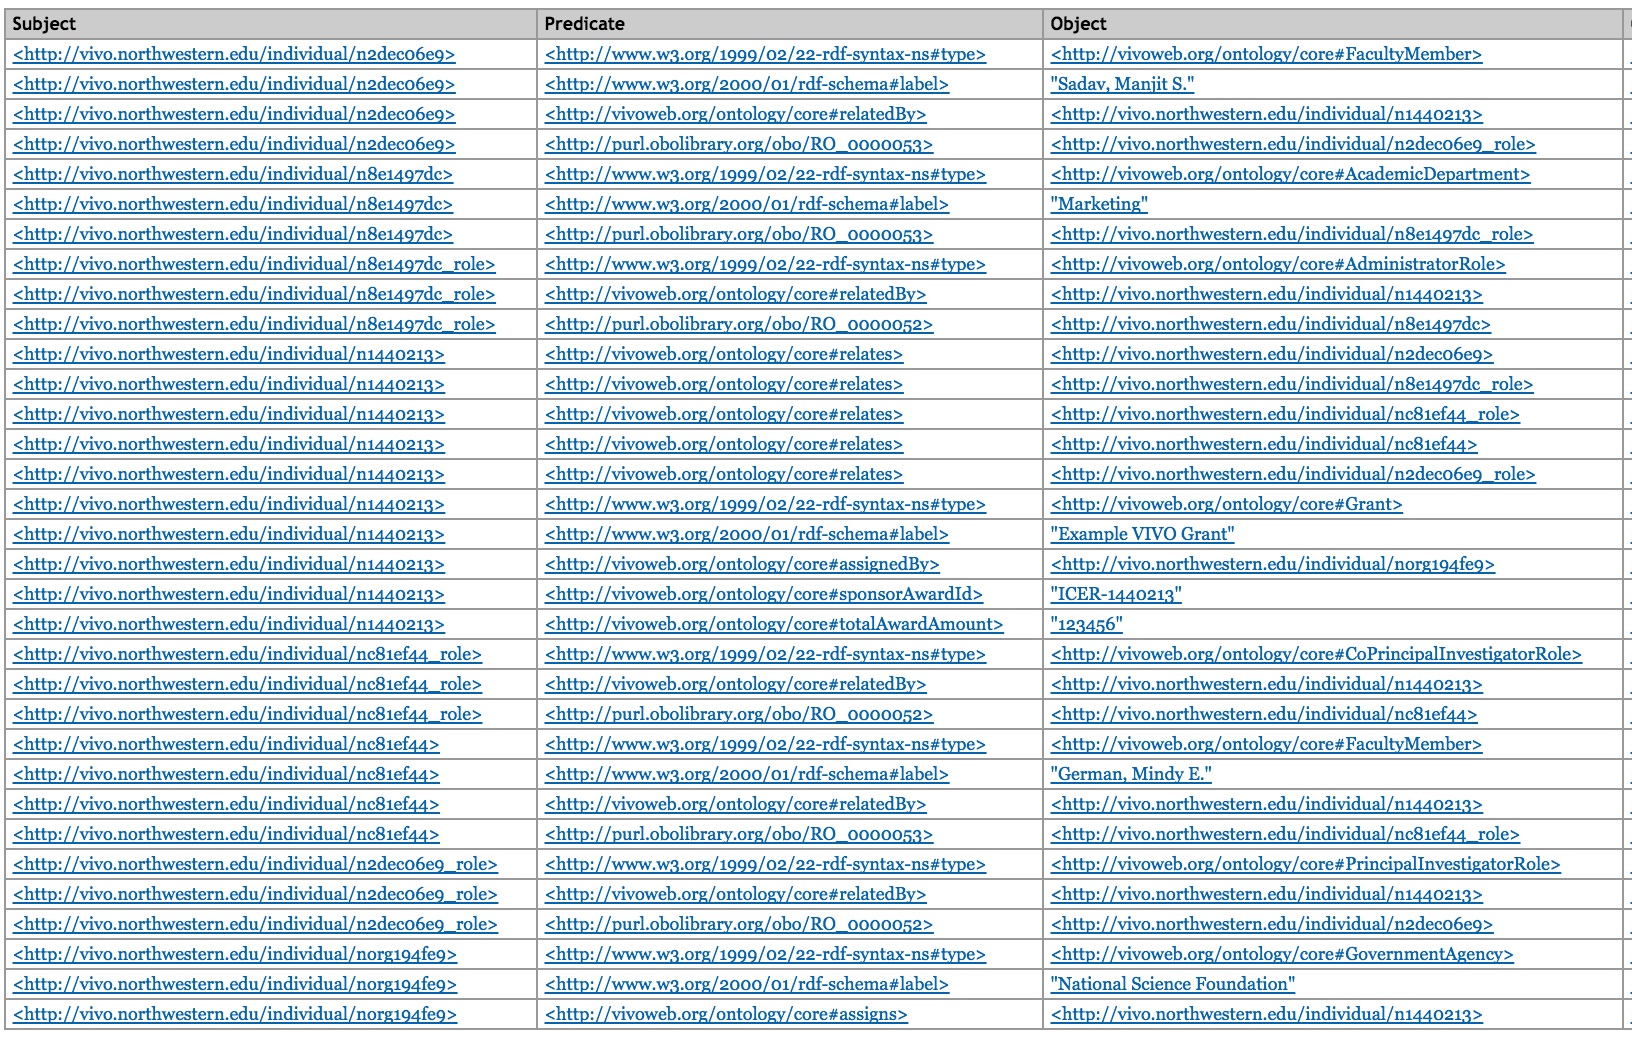 Subject Predicate Object
<http://vivo.northwestern.edu/individual/n2dec06e9> <http://www.w3.org/1999/02/22-rdf-syntax-ns#type> <http://vivoweb.org/ontology/core#FacultyMember>
<http://vivo.northwestern.edu/individual/n2dec06e9> <http://www.w3.org/2000/01/rdf-schema#label> "Sadav, Manjit S."
<http://vivo.northwestern.edu/individual/n2dec06e9> <http://vivoweb.org/ontology/core#relatedBy> <http://vivo.northwestern.edu/individual/n1440213>
<http://vivo.northwestern.edu/individual/n2dec06e9> <http://purl.obolibrary.org/obo/RO_0000053> <http://vivo.northwestern.edu/individual/n2dec06e9_role>
<http://vivo.northwestern.edu/individual/n8e1497dc> <http://www.w3.org/1999/02/22-rdf-syntax-ns#type> <http://vivoweb.org/ontology/core#AcademicDepartment>
<http://vivo.northwestern.edu/individual/n8e1497dc> <http://www.w3.org/2000/01/rdf-schema#label> "Marketing"
<http://vivo.northwestern.edu/individual/n8e1497dc> <http://purl.obolibrary.org/obo/RO_0000053> <http://vivo.northwestern.edu/individual/n8e1497dc_role>
<http://vivo.northwestern.edu/individual/n8e1497dc_role> <http://www.w3.org/1999/02/22-rdf-syntax-ns#type> <http://vivoweb.org/ontology/core#AdministratorRole>
<http://vivo.northwestern.edu/individual/n8e1497dc_role> <http://vivoweb.org/ontology/core#relatedBy> <http://vivo.northwestern.edu/individual/n1440213>
<http://vivo.northwestern.edu/individual/n8e1497dc_role> <http://purl.obolibrary.org/obo/RO_0000052> <http://vivo.northwestern.edu/individual/n8e1497dc>
<http://vivo.northwestern.edu/individual/n1440213> <http://vivoweb.org/ontology/core#relates> <http://vivo.northwestern.edu/individual/n2dec06e9>
<http://vivo.northwestern.edu/individual/n1440213> <http://vivoweb.org/ontology/core#relates> <http://vivo.northwestern.edu/individual/n8e1497dc_role>
<http://vivo.northwestern.edu/individual/n1440213> <http://vivoweb.org/ontology/core#relates> <http://vivo.northwestern.edu/individual/nc81ef44_role>
<http://vivo.northwestern.edu/individual/n1440213> <http://vivoweb.org/ontology/core#relates> <http://vivo.northwestern.edu/individual/nc81ef44>
<http://vivo.northwestern.edu/individual/n1440213> <http://vivoweb.org/ontology/core#relates> <http://vivo.northwestern.edu/individual/n2dec06e9_role>
<http://vivo.northwestern.edu/individual/n1440213> <http://www.w3.org/1999/02/22-rdf-syntax-ns#type> <http://vivoweb.org/ontology/core#Grant>
<http://vivo.northwestern.edu/individual/n1440213> <http://www.w3.org/2000/01/rdf-schema#label> "Example VIVO Grant"
<http://vivo.northwestern.edu/individual/n1440213> <http://vivoweb.org/ontology/core#assignedBy> <http://vivo.northwestern.edu/individual/norg194fe9>
<http://vivo.northwestern.edu/individual/n1440213> <http://vivoweb.org/ontology/core#sponsorAwardId> "ICER-1440213"
<http://vivo.northwestern.edu/individual/n1440213> <http://vivoweb.org/ontology/core#totalAwardAmount> "123456"
<http://vivo.northwestern.edu/individual/nc81ef44_role> <http://www.w3.org/1999/02/22-rdf-syntax-ns#type> <http://vivoweb.org/ontology/core#CoPrincipalInvestigatorRole>
<http://vivo.northwestern.edu/individual/nc81ef44_role> <http://vivoweb.org/ontology/core#relatedBy> <http://vivo.northwestern.edu/individual/n1440213>
<http://vivo.northwestern.edu/individual/nc81ef44_role> <http://purl.obolibrary.org/obo/RO_0000052> <http://vivo.northwestern.edu/individual/nc81ef44>
<http://vivo.northwestern.edu/individual/nc81ef44> <http://www.w3.org/1999/02/22-rdf-syntax-ns#type> <http://vivoweb.org/ontology/core#FacultyMember>
<http://vivo.northwestern.edu/individual/nc81ef44> <http://www.w3.org/2000/01/rdf-schema#label> "German, Mindy E."
<http://vivo.northwestern.edu/individual/nc81ef44> <http://vivoweb.org/ontology/core#relatedBy> <http://vivo.northwestern.edu/individual/n1440213>
<http://vivo.northwestern.edu/individual/nc81ef44> <http://purl.obolibrary.org/obo/RO_0000053> <http://vivo.northwestern.edu/individual/nc81ef44_role>
<http://vivo.northwestern.edu/individual/n2dec06e9_role> <http://www.w3.org/1999/02/22-rdf-syntax-ns#type> <http://vivoweb.org/ontology/core#PrincipalInvestigatorRole>
<http://vivo.northwestern.edu/individual/n2dec06e9_role> <http://vivoweb.org/ontology/core#relatedBy> <http://vivo.northwestern.edu/individual/n1440213>
<http://vivo.northwestern.edu/individual/n2dec06e9_role> <http://purl.obolibrary.org/obo/RO_0000052> <http://vivo.northwestern.edu/individual/n2dec06e9>
<http://vivo.northwestern.edu/individual/norg194fe9> <http://www.w3.org/1999/02/22-rdf-syntax-ns#type> <http://vivoweb.org/ontology/core#GovernmentAgency>
<http://vivo.northwestern.edu/individual/norg194fe9> <http://www.w3.org/2000/01/rdf-schema#label> "National Science Foundation"
<http://vivo.northwestern.edu/individual/norg194fe9> <http://vivoweb.org/ontology/core#assigns> <http://vivo.northwestern.edu/individual/n1440213>